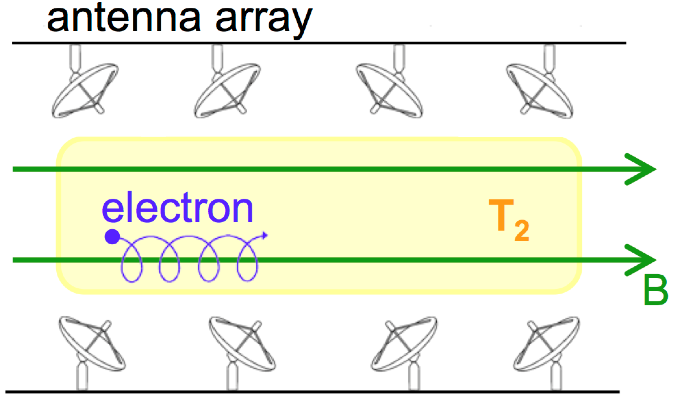 antenna array
electron
T₂
B